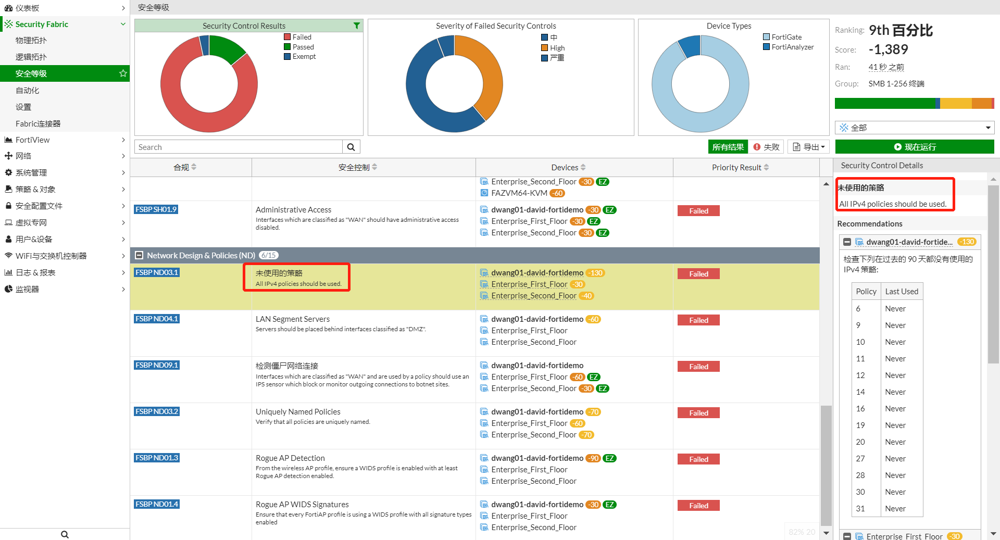 仪表板
Security Fabric
物理拓扑
逻辑拓扑
安全等级
自动化
设置
Fabric连接器
FortiView
网络
系统管理
策略 & 对象
安全配置文件
虚拟专网
用户&设备
WiFi与交换机控制器
日志 & 报表
监视器
安全等级
Security Control Results
Failed
Passed
Exempt
Severity of Failed Security Controls
中
High
严重
Device Types
FortiGate
FortiAnalyzer
Ranking: 9th 百分比
Score: -1,389
Ran: 41 秒 之前
Group: SMB 1-256 终端
全部
现在运行
Search
所有结果
失败
导出
合规 安全控制 Devices Priority Result
Enterprise_Second_Floor -30 EZ
FAZVM64-KVM -60
FSBP SH01.9
Administrative Access
Interfaces which are classified as "WAN" should have administrative access
disabled.
dwang01-david-fortidemo -30 EZ
Enterprise_First_Floor -30 EZ
Enterprise_Second_Floor -30 EZ
Failed
Network Design & Policies (ND) 6/15
FSBP ND03.1
未使用的策略
All IPv4 policies should be used.
dwang01-david-fortidemo -130
Enterprise_First_Floor -30
Enterprise_Second_Floor -40
Failed
FSBP ND04.1
LAN Segment Servers
Servers should be placed behind interfaces classified as "DMZ".
dwang01-david-fortidemo -60
Enterprise_First_Floor
Enterprise_Second_Floor
Failed
FSBP ND09.1
检测僵尸网络连接
Interfaces which are classified as "WAN" and are used by a policy should use an
IPS sensor which block or monitor outgoing connections to botnet sites.
dwang01-david-fortidemo
Enterprise_First_Floor -60 EZ
Enterprise_Second_Floor -30 EZ
Failed
FSBP ND03.2
Uniquely Named Policies
Verify that all policies are uniquely named.
dwang01-david-fortidemo -70
Enterprise_First_Floor -60
Enterprise_Second_Floor -70
Failed
FSBP ND01.3
Rogue AP Detection
From the wireless AP profile, ensure a WIDS profile is enabled with at least
Rogue AP detection enabled.
dwang01-david-fortidemo -90 EZ
Enterprise_First_Floor
Enterprise_Second_Floor
Failed
FSBP ND01.4
Rogue AP WIDS Signatures
Ensure that every FortiAP profile is using a WIDS profile with all signature types
enabled
dwang01-david-fortidemo -30 EZ
Enterprise_First_Floor
Enterprise_Second_Floor
Failed
82% 20
Security Control Details
未使用的策略
All IPv4 policies should be used.
Recommendations
dwang01-david-fortide... -130
检查下列在过去的 90 天都没有使用的
IPv4 策略:
Policy Last Used
6 Never
9 Never
10 Never
11 Never
12 Never
14 Never
16 Never
19 Never
20 Never
27 Never
28 Never
30 Never
31 Never
Enterprise_First_Floor -30